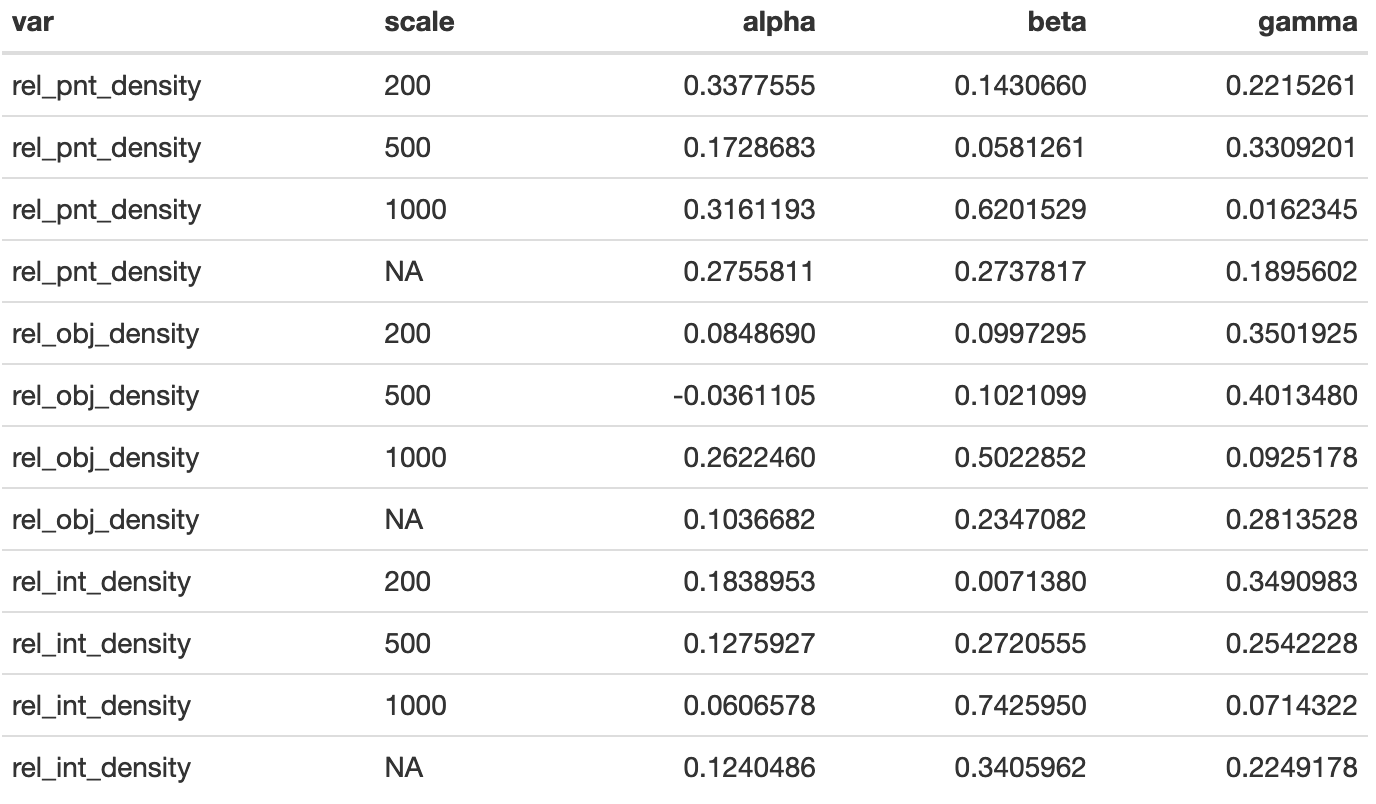 var scale alpha beta gamma
rel_pnt_density 200 0.3377555 0.1430660 0.2215261
rel_pnt_density 500 0.1728683 0.0581261 0.3309201
rel_pnt_density 1000 0.3161193 0.6201529 0.0162345
rel_pnt_density NA 0.2755811 0.2737817 0.1895602
rel_obj_density 200 0.0848690 0.0997295 0.3501925
rel_obj_density 500 -0.0361105 0.1021099 0.4013480
rel_obj_density 1000 0.2622460 0.5022852 0.0925178
rel_obj_density NA 0.1036682 0.2347082 0.2813528
rel_int_density 200 0.1838953 0.0071380 0.3490983
rel_int_density 500 0.1275927 0.2720555 0.2542228
rel_int_density 1000 0.0606578 0.7425950 0.0714322
rel_int_density NA 0.1240486 0.3405962 0.2249178